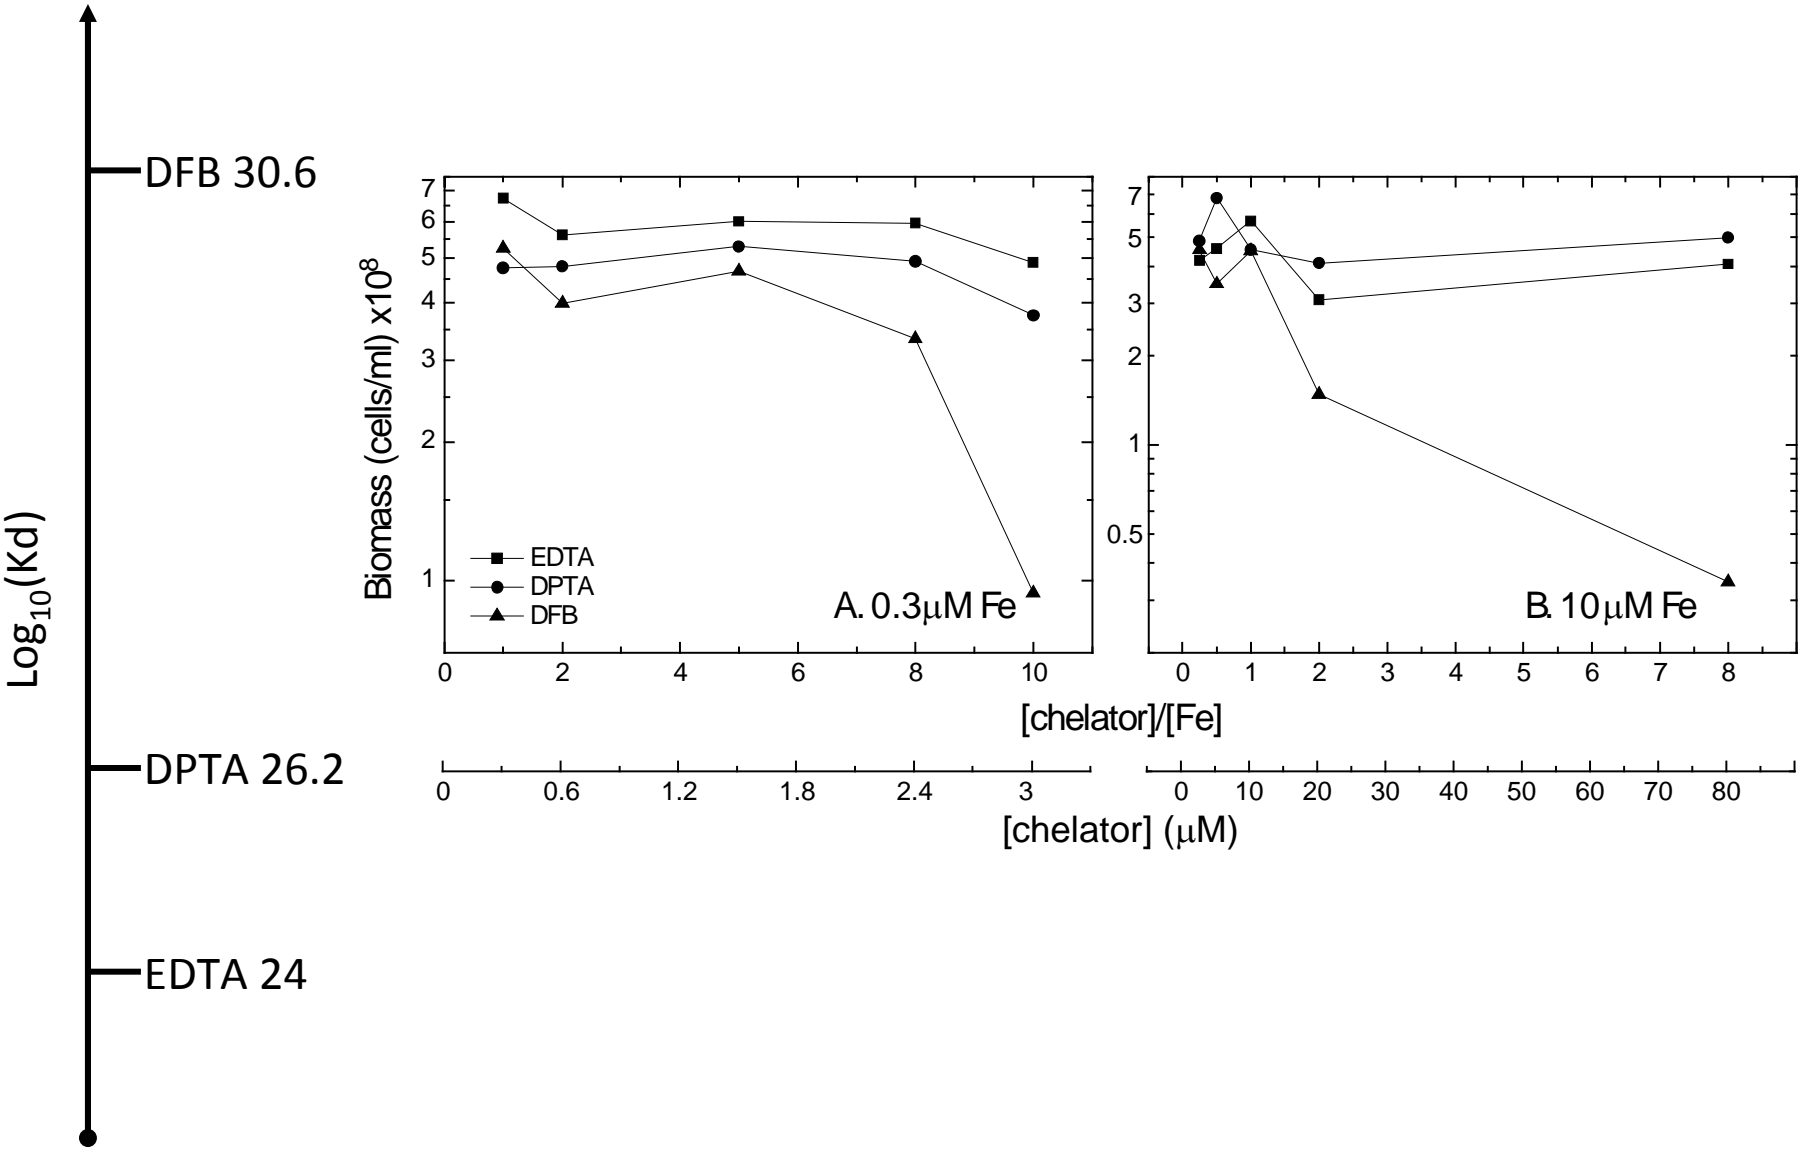 Log10(Kd)
DFB 30.6
DPTA 26.2
EDTA 24
Biomass (cells/ml) x10^8
7
6
5
4
3
2
1
EDTA
DPTA
DFB
A. 0.3μM Fe
0 2 4 6 8 10
7
5
3
2
1
0.5
B. 10μM Fe
0 1 2 3 4 5 6 7 8
[chelator]/[Fe]
0 0.6 1.2 1.8 2.4 3
0 10 20 30 40 50 60 70 80
[chelator] (μM)